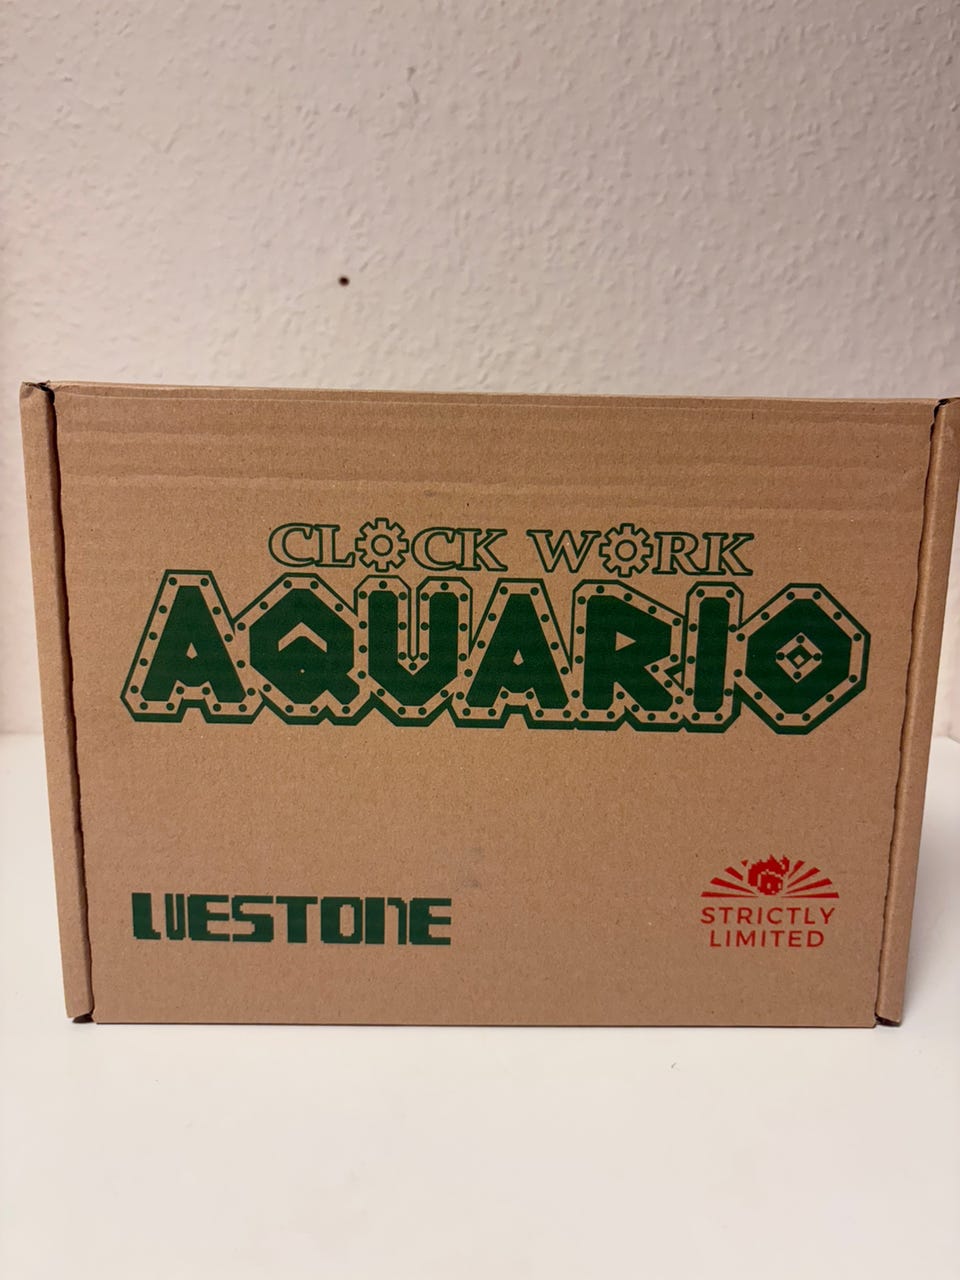 CLOCK WORK
AQUARIO
WESTONE
STRICTLY
LIMITED